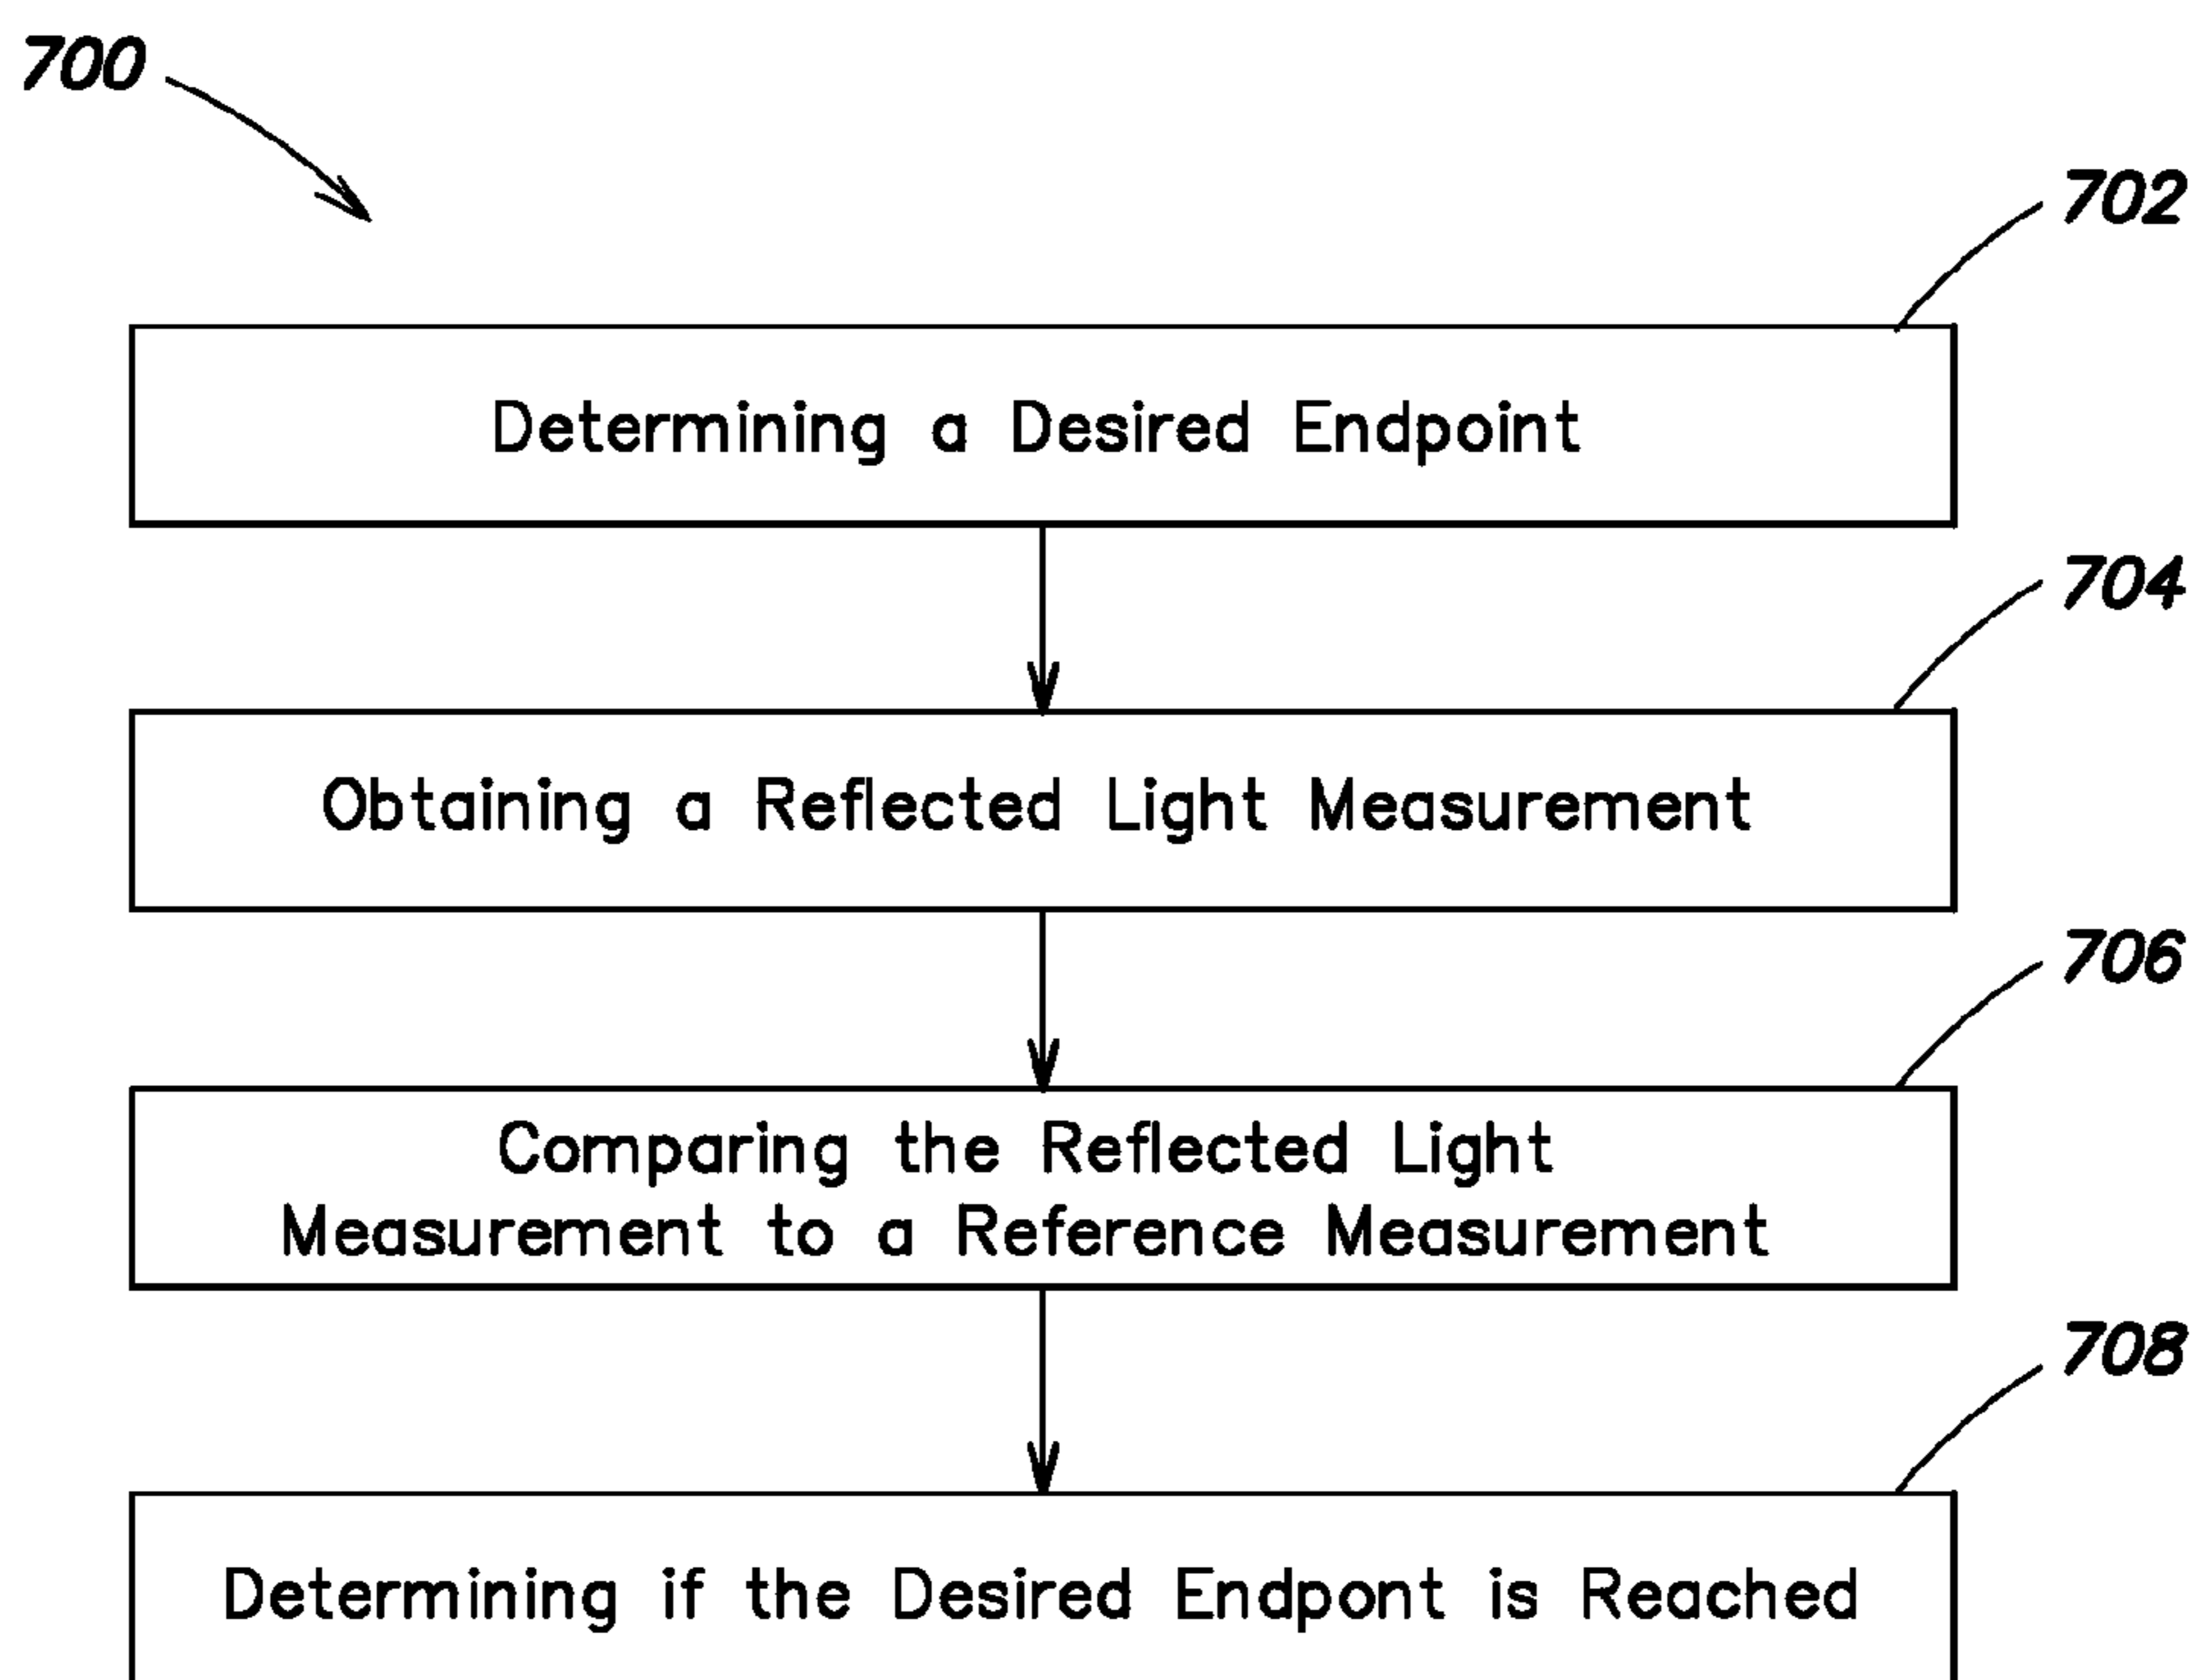 700
702
Determining a Desired Endpoint
704
Obtaining a Reflected Light Measurement
706
Comparing the Reflected Light
Measurement to a Reference Measurement
708
Determining if the Desired Endpont is Reached